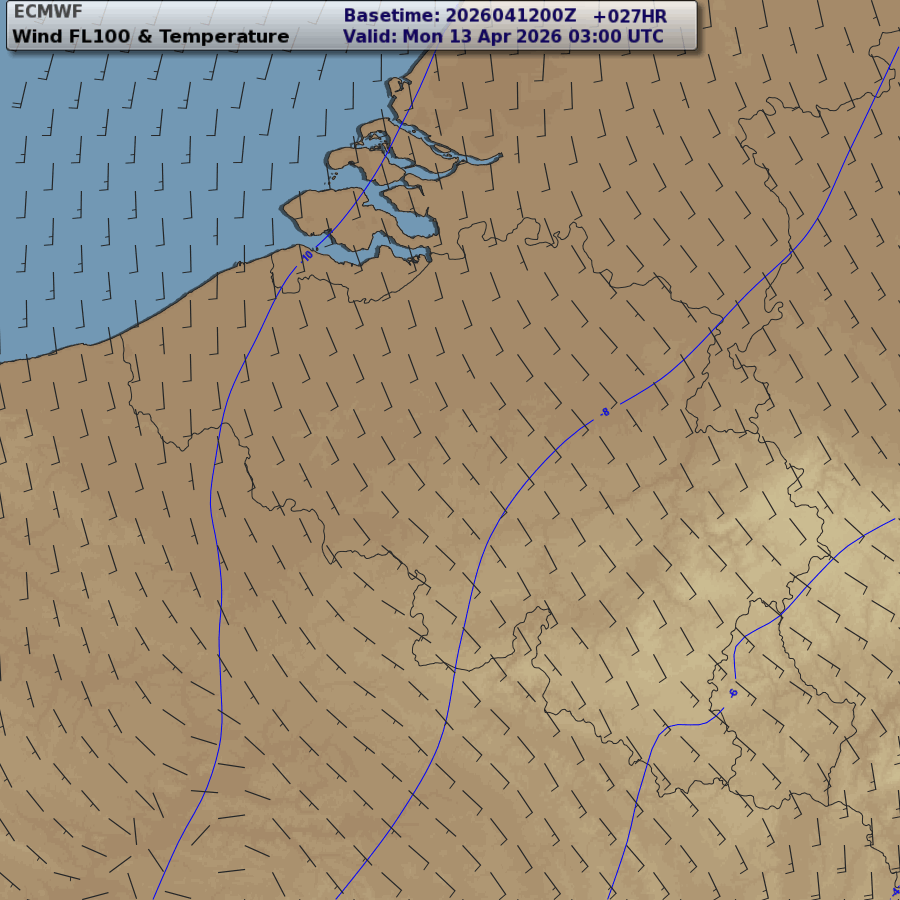 ECMWF
Basetime: 2026041200Z +027HR
Wind FL100 & Temperature
Valid: Mon 13 Apr 2026 03:00 UTC
10
-8
-6